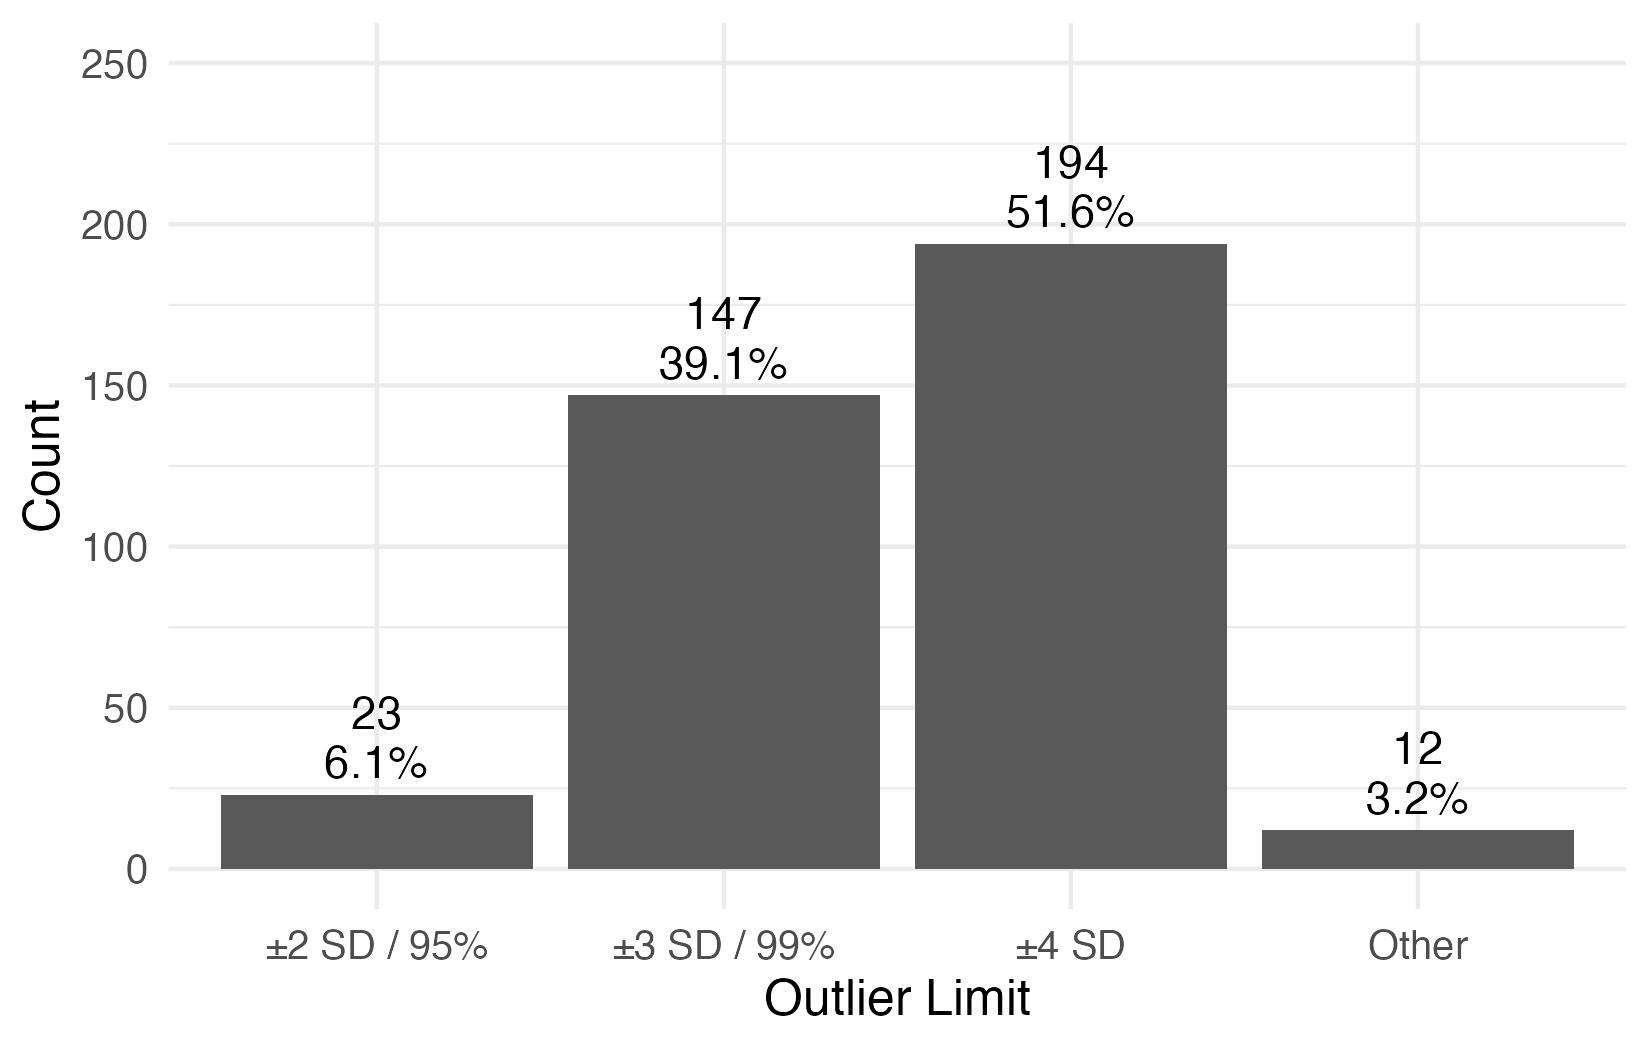 250
200
150
100
50
0
Count
194
51.6%
147
39.1%
23
6.1%
12
3.2%
±2 SD / 95%
±3 SD / 99%
±4 SD
Other
Outlier Limit